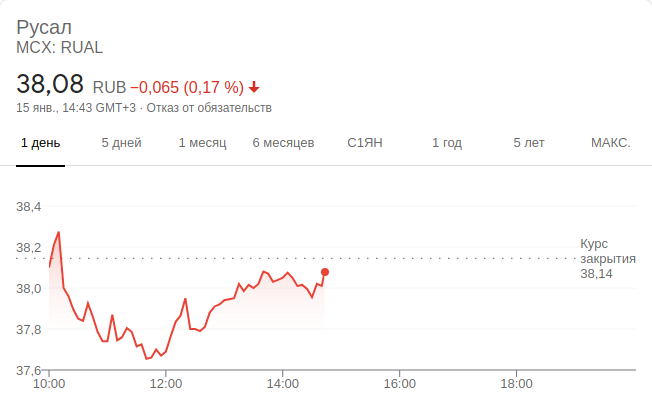 Русал
MCX: RUAL
38,08 RUB −0,065 (0,17 %)
15 янв., 14:43 GMT+3 · Отказ от обязательств
1 день 5 дней 1 месяц 6 месяцев С1ЯН 1 год 5 лет МАКС.
38,4
38,2
38,0
37,8
37,6
Курс
закрытия
38,14
10:00 12:00 14:00 16:00 18:00